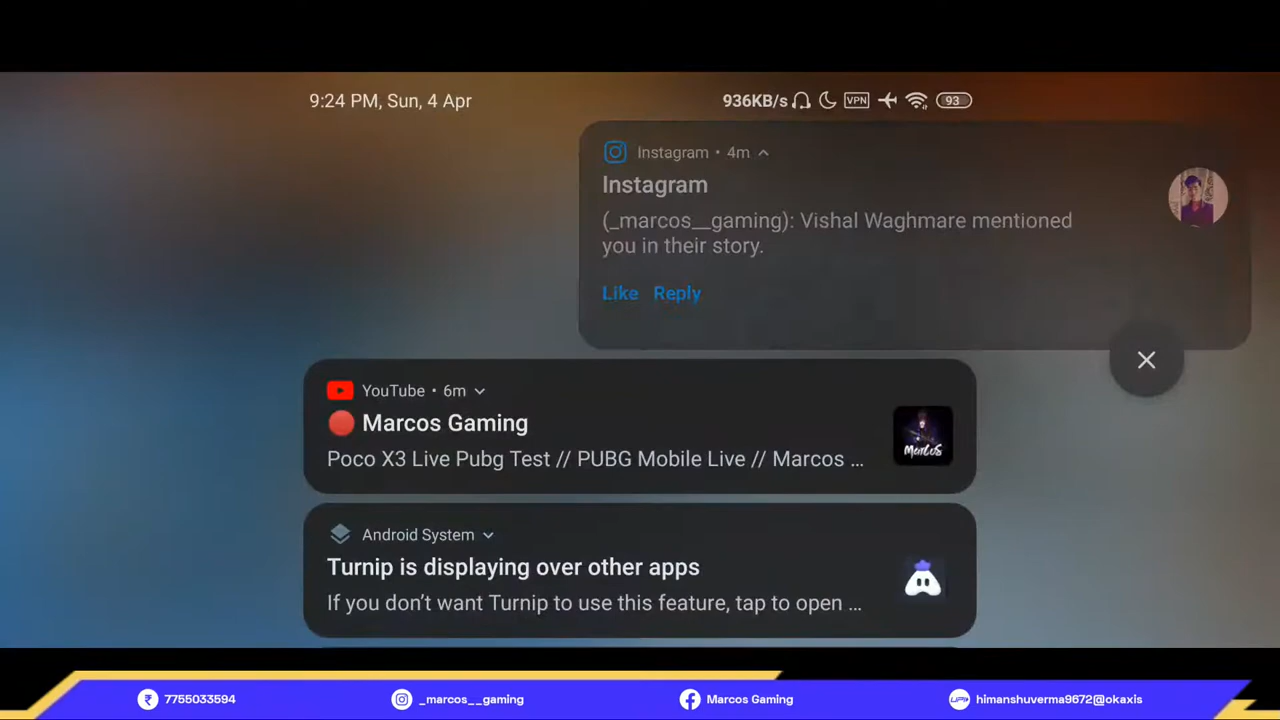 9:24 PM, Sun, 4 Apr
936KB/s VPN 93
Instagram • 4m
Instagram
(_marcos__gaming): Vishal Waghmare mentioned
you in their story.
Like Reply
YouTube • 6m
Marcos Gaming
Poco X3 Live Pubg Test // PUBG Mobile Live // Marcos ...
MARCOS
Android System
Turnip is displaying over other apps
If you don’t want Turnip to use this feature, tap to open ...
₹ 7755033594
_marcos__gaming
Marcos Gaming
UPI himanshuverma9672@okaxis